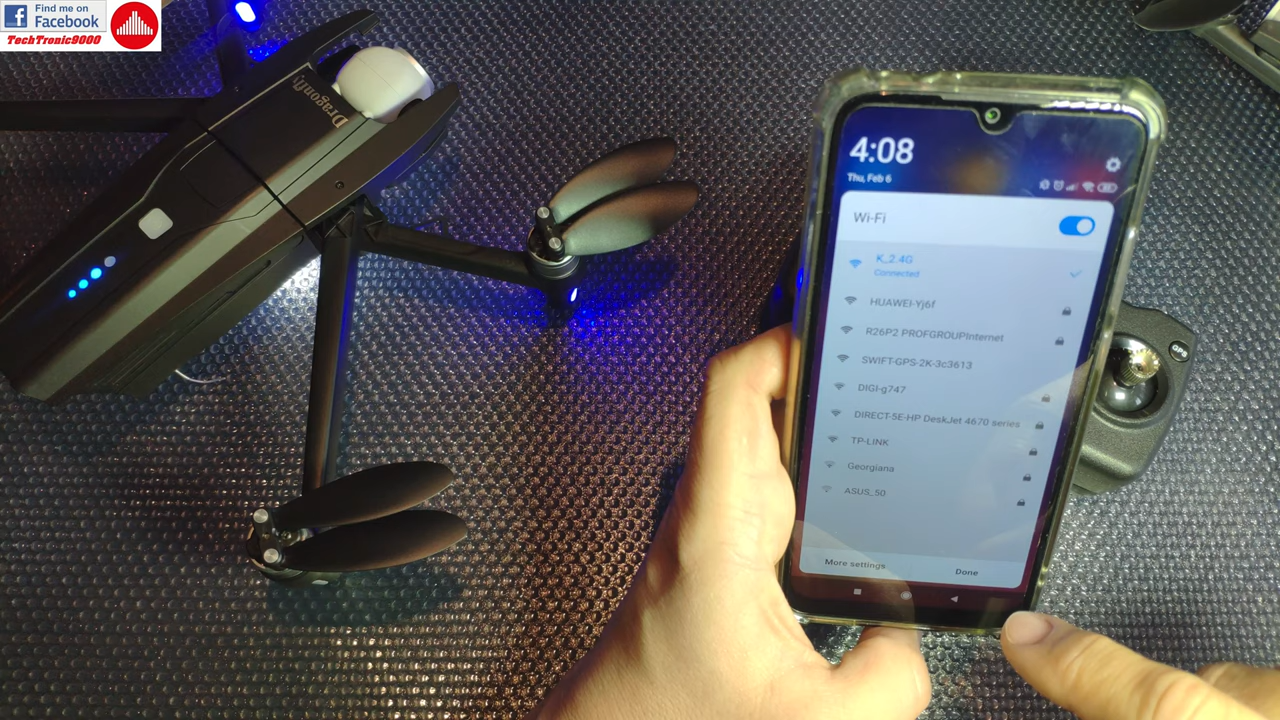 Find me on
Facebook
TechTronic9000
Dragonfly
4:08
Thu, Feb 6
Wi-Fi
K_2.4G
Connected
HUAWEI-Yj6f
R26P2 PROFGROUPInternet
SWIFT-GPS-2K-3c3613
DIGI-g747
DIRECT-5E-HP DeskJet 4670 series
TP-LINK
Georgiana
ASUS_50
More settings
Done
GPS